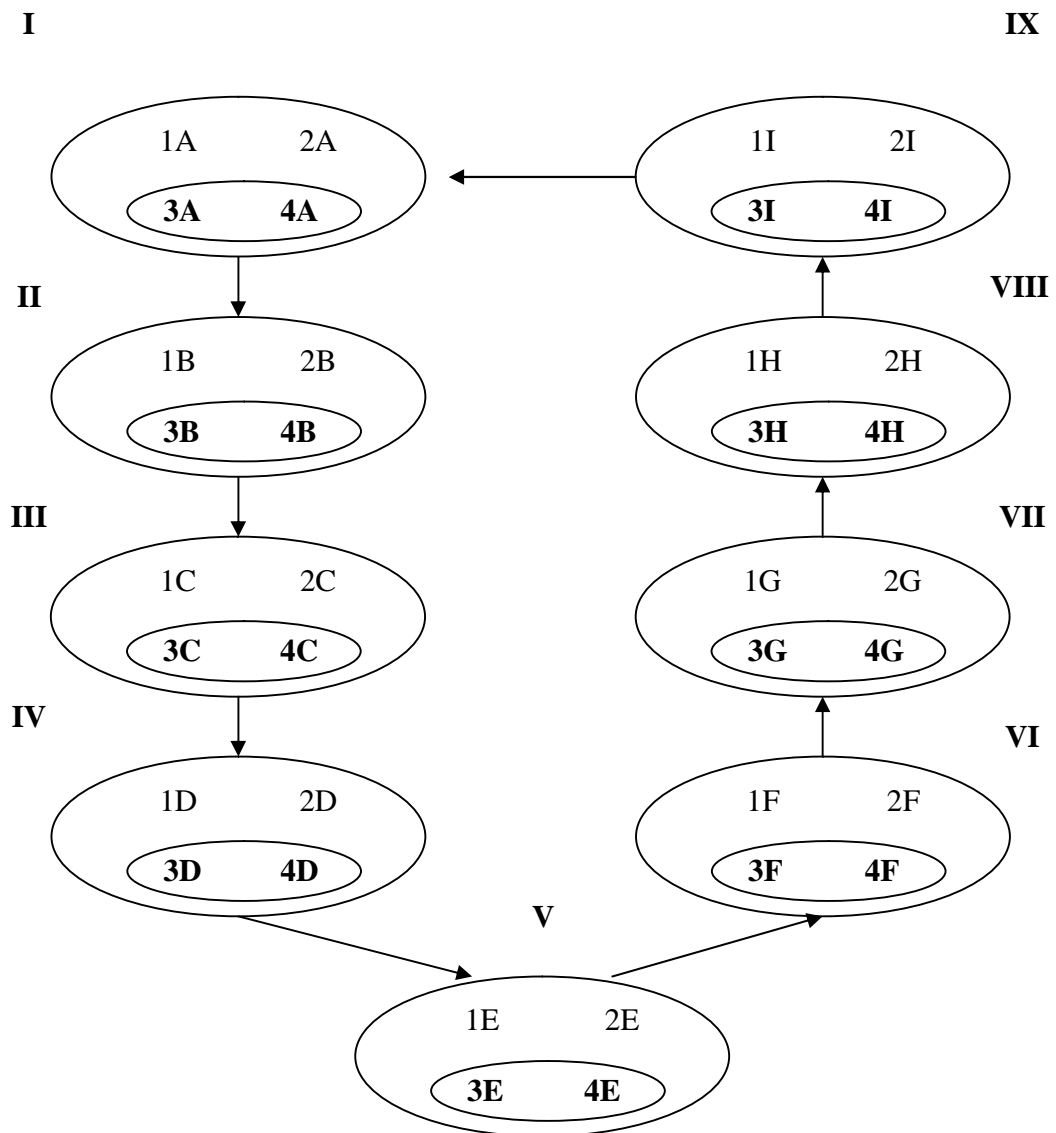 I IX
1A 2A 1I 2I
3A 4A 3I 4I
II VIII
1B 2B 1H 2H
3B 4B 3H 4H
III VII
1C 2C 1G 2G
3C 4C 3G 4G
IV VI
1D 2D 1F 2F
3D 4D 3F 4F
V
1E 2E
3E 4E